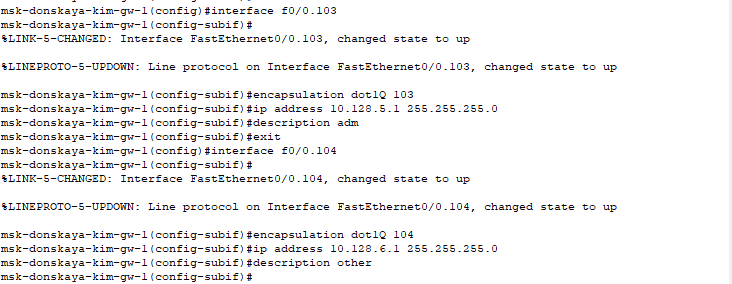 msk-donskaya-kim-gw-1(config)#interface f0/0.103
msk-donskaya-kim-gw-1(config-subif)#
%LINK-5-CHANGED: Interface FastEthernet0/0.103, changed state to up
%LINEPROTO-5-UPDOWN: Line protocol on Interface FastEthernet0/0.103, changed state to up
msk-donskaya-kim-gw-1(config-subif)#encapsulation dot1Q 103
msk-donskaya-kim-gw-1(config-subif)#ip address 10.128.5.1 255.255.255.0
msk-donskaya-kim-gw-1(config-subif)#description adm
msk-donskaya-kim-gw-1(config-subif)#exit
msk-donskaya-kim-gw-1(config)#interface f0/0.104
msk-donskaya-kim-gw-1(config-subif)#
%LINK-5-CHANGED: Interface FastEthernet0/0.104, changed state to up
%LINEPROTO-5-UPDOWN: Line protocol on Interface FastEthernet0/0.104, changed state to up
msk-donskaya-kim-gw-1(config-subif)#encapsulation dot1Q 104
msk-donskaya-kim-gw-1(config-subif)#ip address 10.128.6.1 255.255.255.0
msk-donskaya-kim-gw-1(config-subif)#description other
msk-donskaya-kim-gw-1(config-subif)#